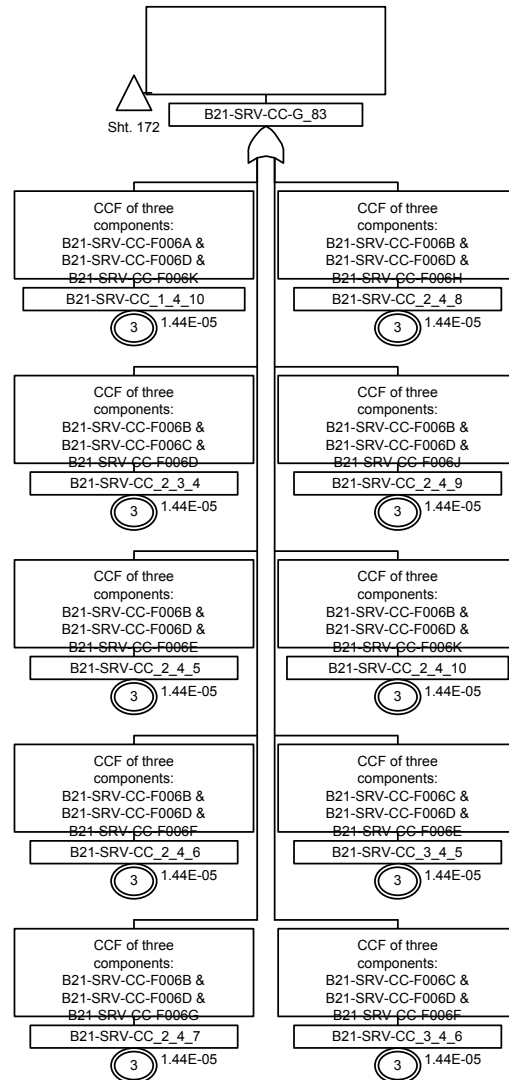 Sht. 172
B21-SRV-CC-G_83
CCF of three
components:
B21-SRV-CC-F006A &
B21-SRV-CC-F006D &
B21-SRV-CC-F006K
B21-SRV-CC_1_4_10
3
1.44E-05
CCF of three
components:
B21-SRV-CC-F006B &
B21-SRV-CC-F006D &
B21-SRV-CC-F006H
B21-SRV-CC_2_4_8
3
1.44E-05
CCF of three
components:
B21-SRV-CC-F006B &
B21-SRV-CC-F006C &
B21-SRV-CC-F006D
B21-SRV-CC_2_3_4
3
1.44E-05
CCF of three
components:
B21-SRV-CC-F006B &
B21-SRV-CC-F006D &
B21-SRV-CC-F006J
B21-SRV-CC_2_4_9
3
1.44E-05
CCF of three
components:
B21-SRV-CC-F006B &
B21-SRV-CC-F006D &
B21-SRV-CC-F006E
B21-SRV-CC_2_4_5
3
1.44E-05
CCF of three
components:
B21-SRV-CC-F006B &
B21-SRV-CC-F006D &
B21-SRV-CC-F006K
B21-SRV-CC_2_4_10
3
1.44E-05
CCF of three
components:
B21-SRV-CC-F006B &
B21-SRV-CC-F006D &
B21-SRV-CC-F006F
B21-SRV-CC_2_4_6
3
1.44E-05
CCF of three
components:
B21-SRV-CC-F006C &
B21-SRV-CC-F006D &
B21-SRV-CC-F006E
B21-SRV-CC_3_4_5
3
1.44E-05
CCF of three
components:
B21-SRV-CC-F006B &
B21-SRV-CC-F006D &
B21-SRV-CC-F006G
B21-SRV-CC_2_4_7
3
1.44E-05
CCF of three
components:
B21-SRV-CC-F006C &
B21-SRV-CC-F006D &
B21-SRV-CC-F006F
B21-SRV-CC_3_4_6
3
1.44E-05